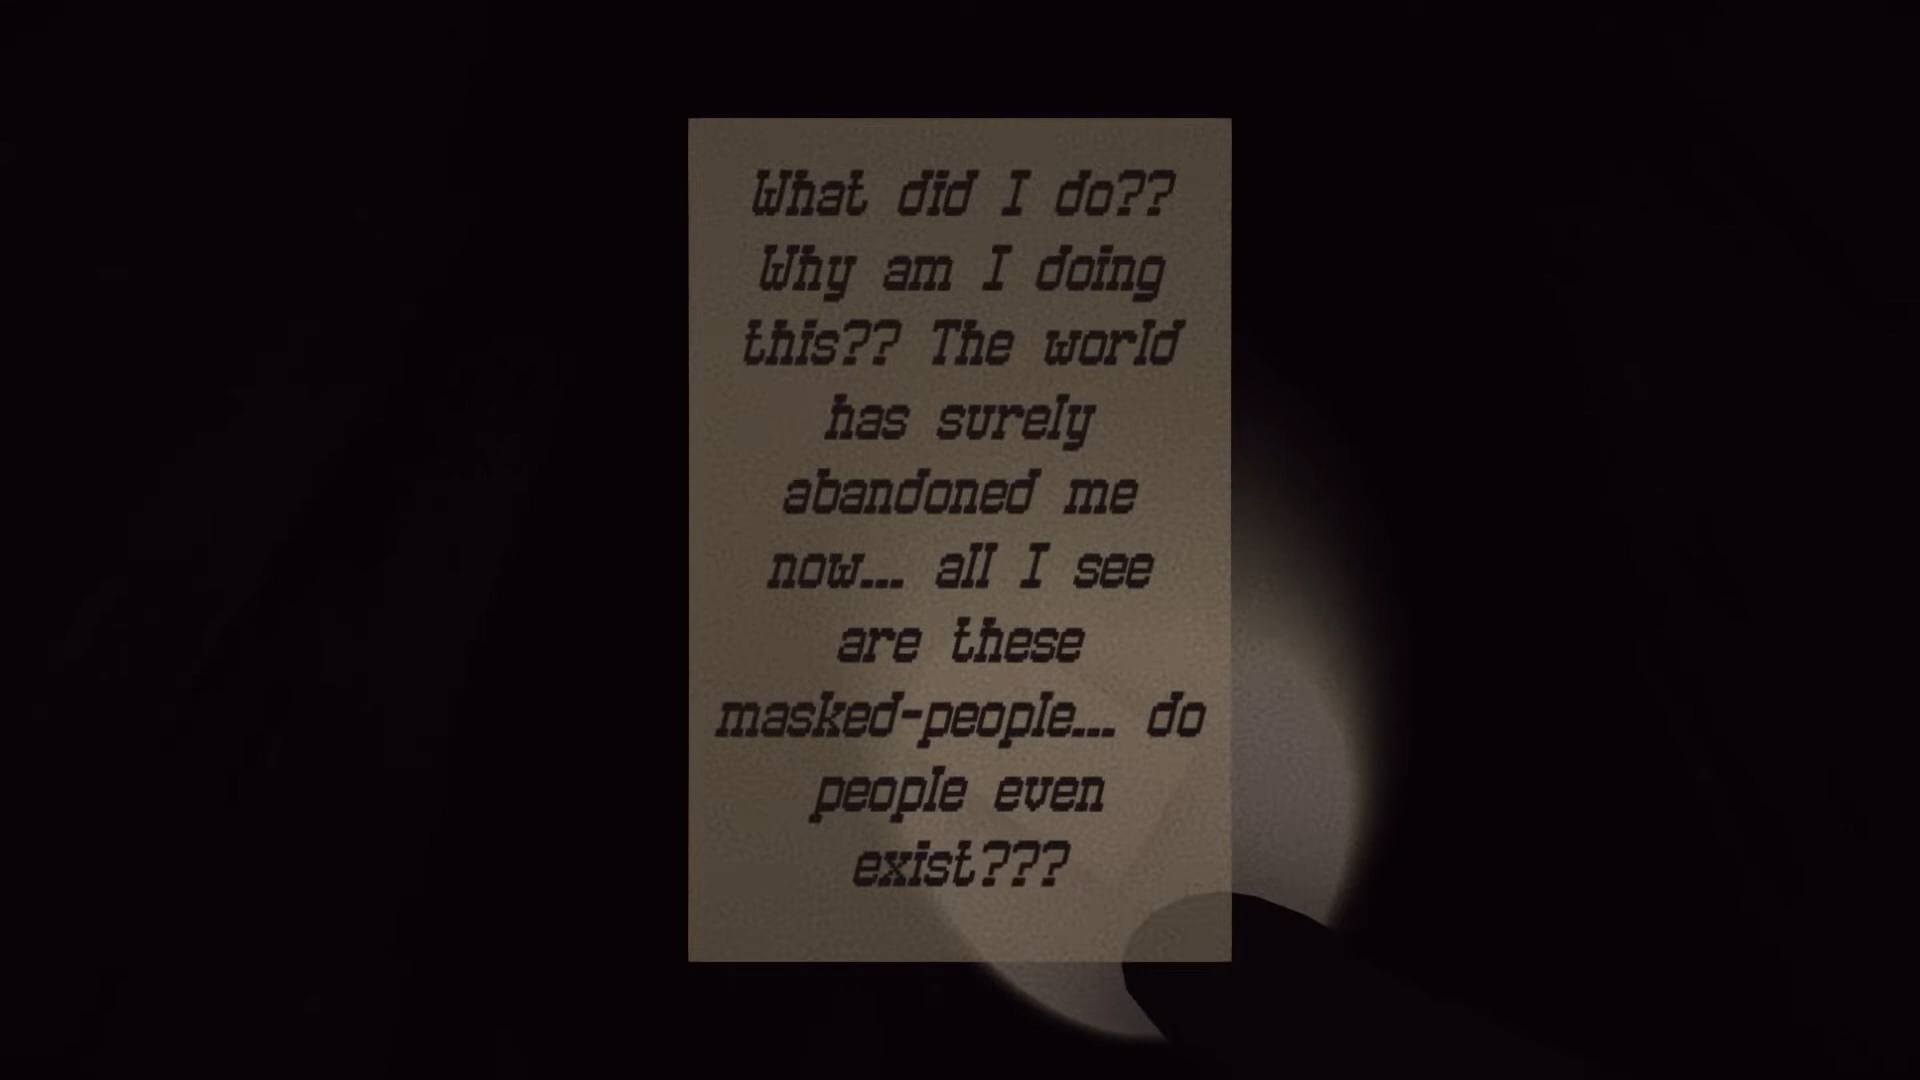 What did I do??
Why am I doing
this?? The world
has surely
abandoned me
now... all I see
are these
masked-people... do
people even
exist???